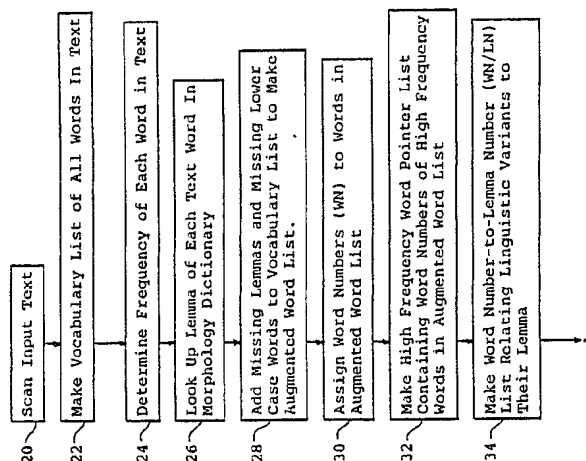 20
Scan Input Text
22
Make Vocabulary List of All Words In Text
24
Determine Frequency of Each Word in Text
26
Look Up Lemma of Each Text Word In
Morphology Dictionary
28
Add Missing Lemmas and Missing Lower
Case Words to Vocabulary List to Make
Augmented Word List.
30
Assign Word Numbers (WN) to Words in
Augmented Word List
32
Make High Frequency Word Pointer List
Containing Word Numbers of High Frequency
Words in Augmented Word List
34
Make Word Number-to-Lemma Number (WN/LN)
List Relating Linguistic Variants to
Their Lemma